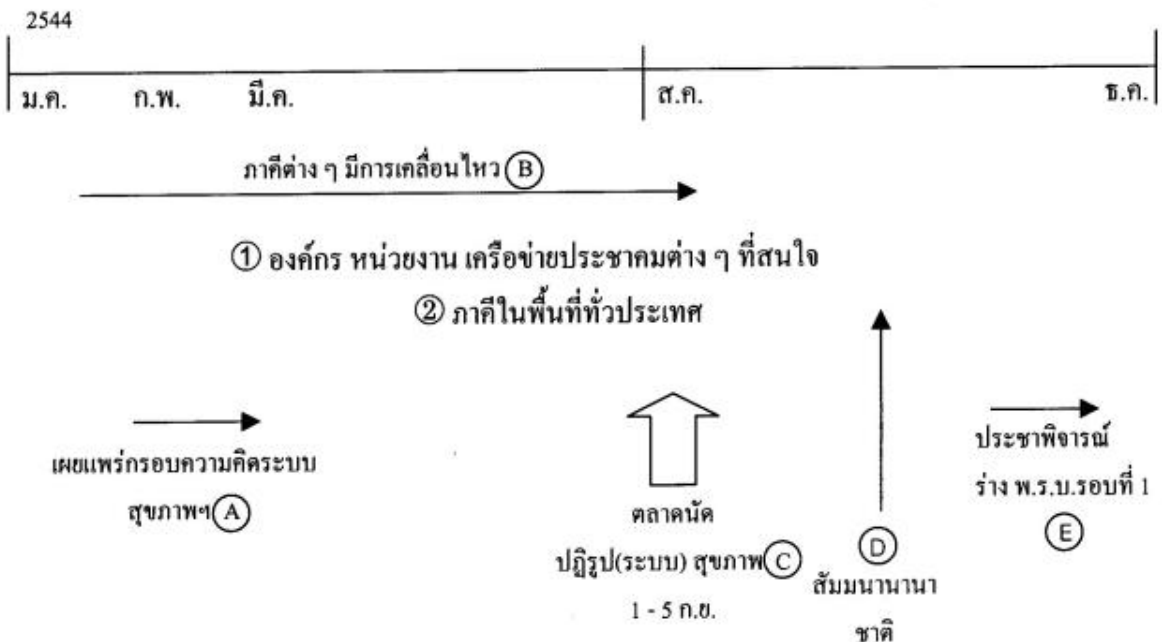 2544
ม.ค. ก.พ. มี.ค. ส.ค. ธ.ค.
ภาคีต่าง ๆ มีการเคลื่อนไหว B
① องค์กร หน่วยงาน เครือข่ายประชาคมต่าง ๆ ที่สนใจ
② ภาคีในพื้นที่ทั่วประเทศ
เผยแพร่กรอบความคิดระบบ
สุขภาพฯ A
ตลาดนัด
ปฏิรูป(ระบบ) สุขภาพ C
1 - 5 ก.ย.
D
สัมมนานานา
ชาติ
ประชาพิจารณ์
ร่าง พ.ร.บ.รอบที่ 1
E